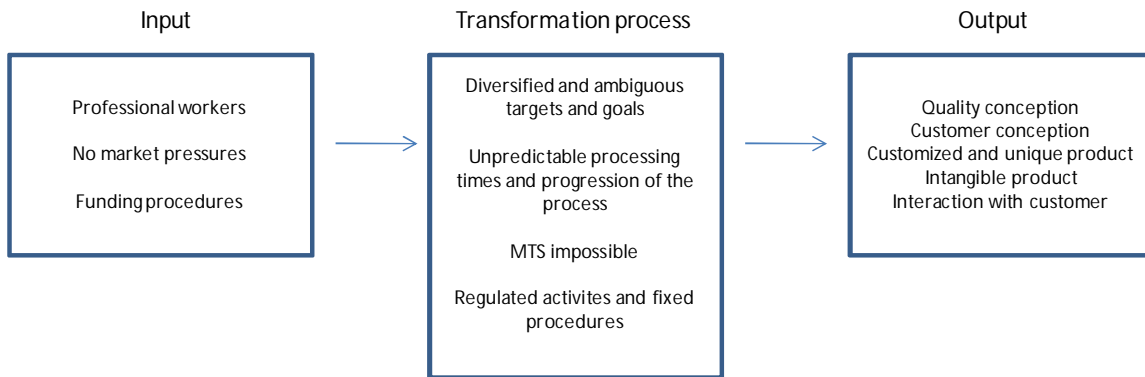 Input
Transformation process
Output
Professional workers
No market pressures
Funding procedures
Diversified and ambiguous
targets and goals
Unpredictable processing
times and progression of the
process
MTS impossible
Regulated activites and fixed
procedures
Quality conception
Customer conception
Customized and unique product
Intangible product
Interaction with customer